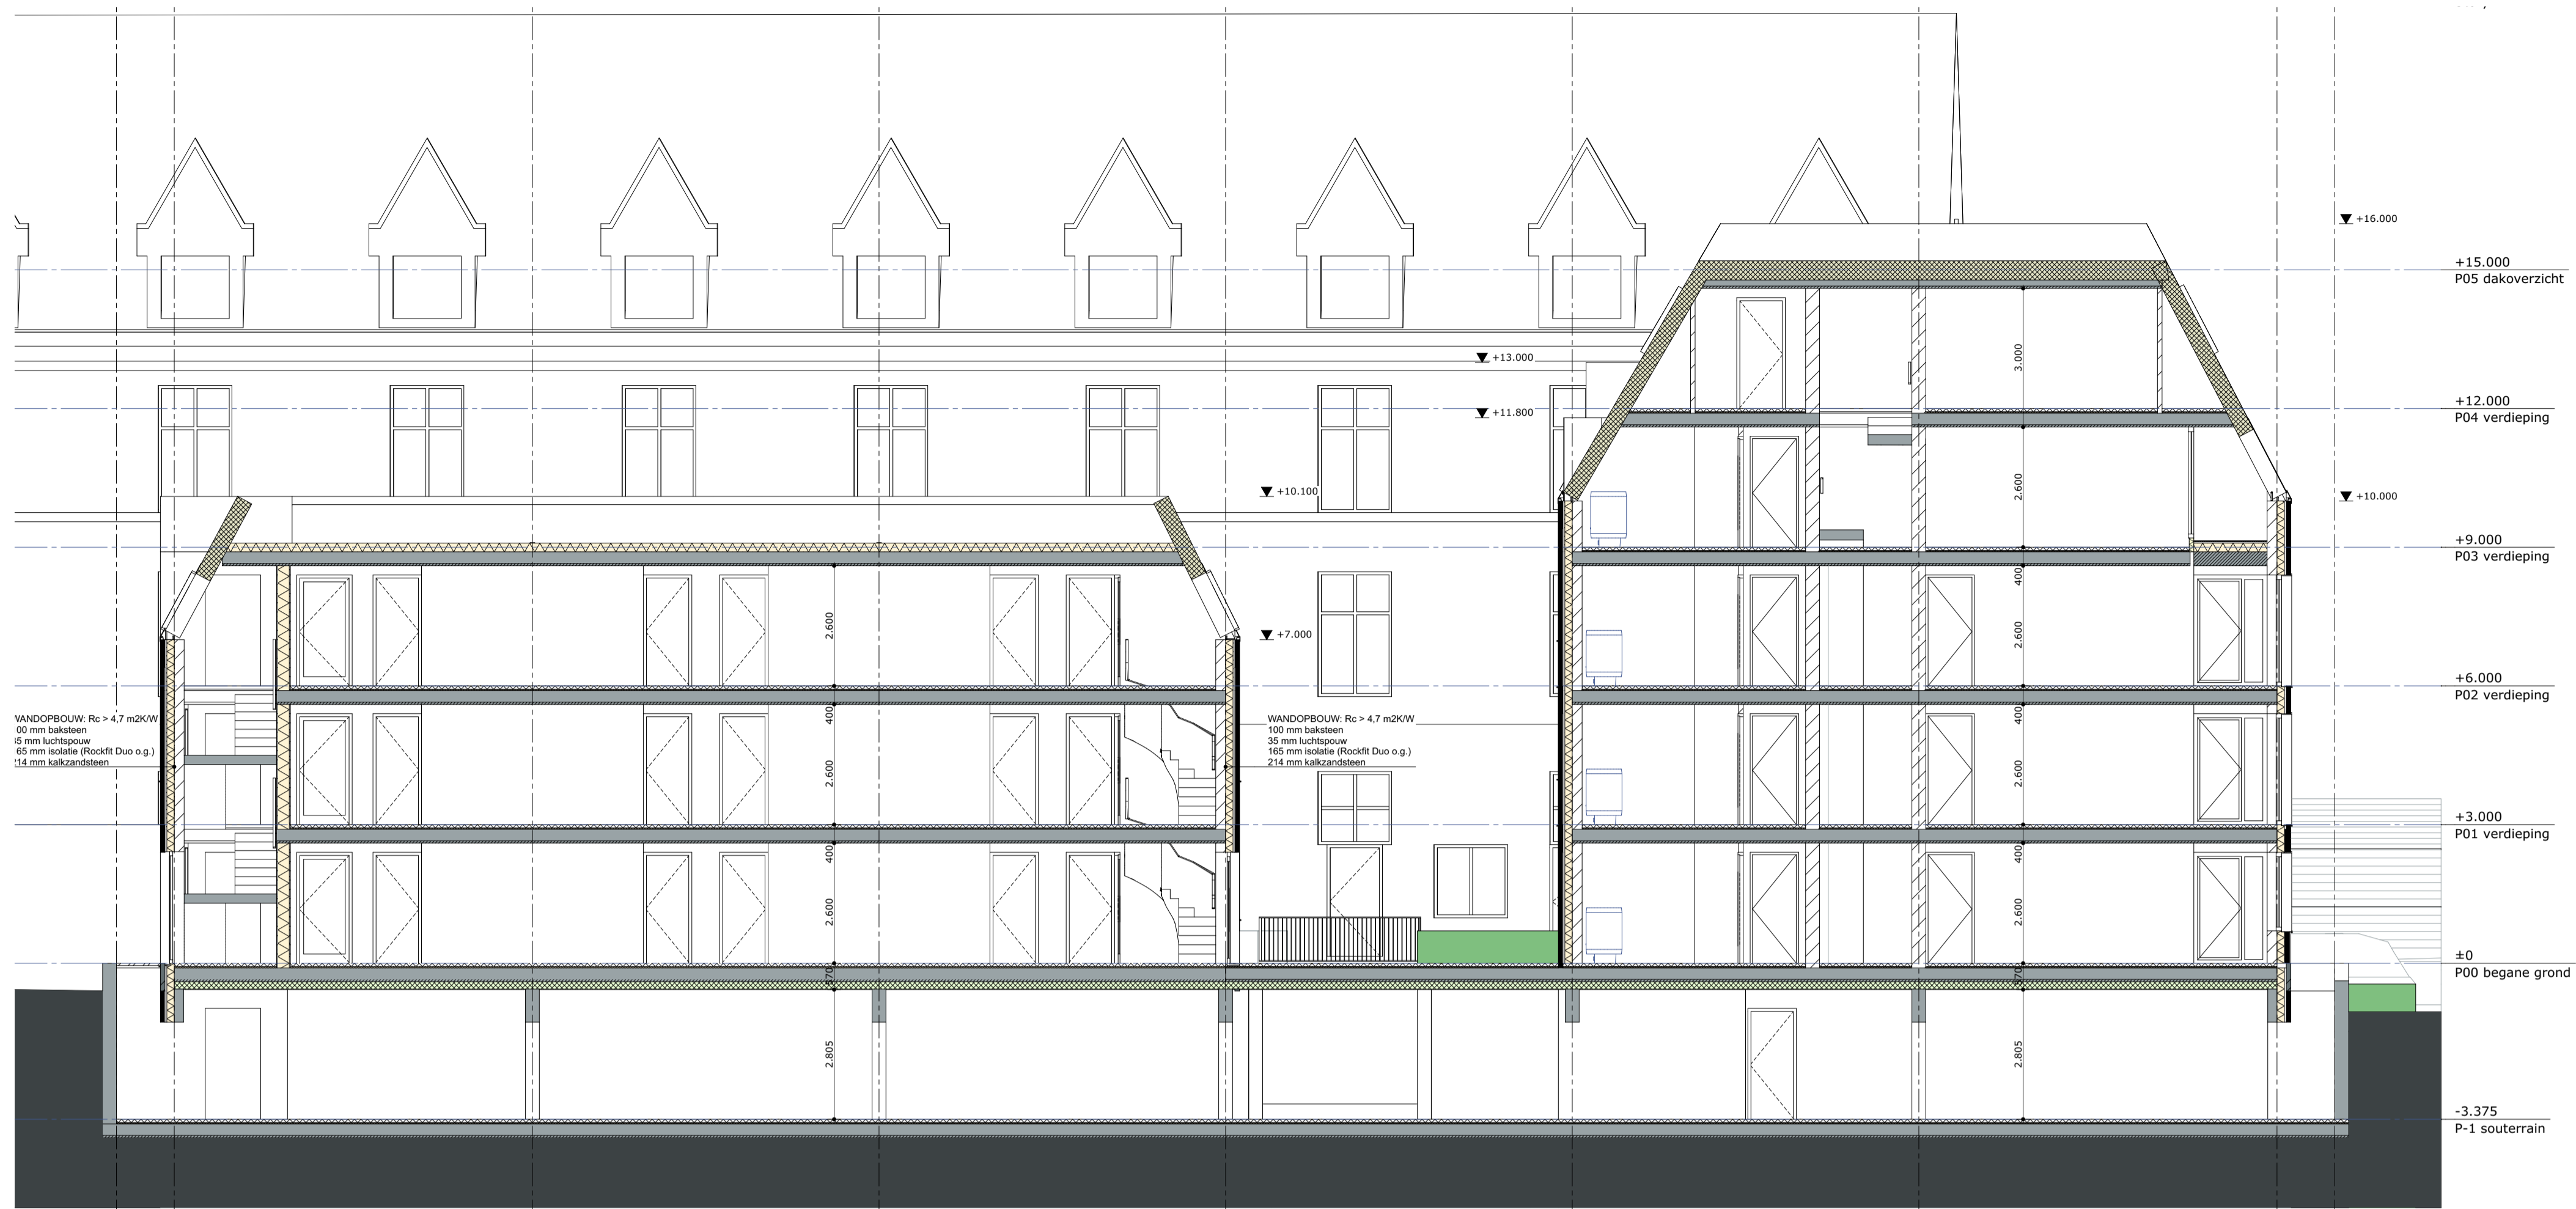 +16.000
+15.000
P05 dakoverzicht
+13.000
3.000
+12.000
P04 verdieping
+11.800
2.600
+10.100
+10.000
+9.000
P03 verdieping
400
2.600
2.600
+7.000
+6.000
P02 verdieping
WANDOPBOUW: Rc > 4,7 m2K/W
00 mm baksteen
5 mm luchtspouw
65 mm isolatie (Rockfit Duo o.g.)
14 mm kalkzandsteen
400
2.600
WANDOPBOUW: Rc > 4,7 m2K/W
100 mm baksteen
35 mm luchtspouw
165 mm isolatie (Rockfit Duo o.g.)
214 mm kalkzandsteen
400
2.600
+3.000
P01 verdieping
400
2.600
400
2.600
±0
P00 begane grond
570
570
2.805
2.805
-3.375
P-1 souterrain